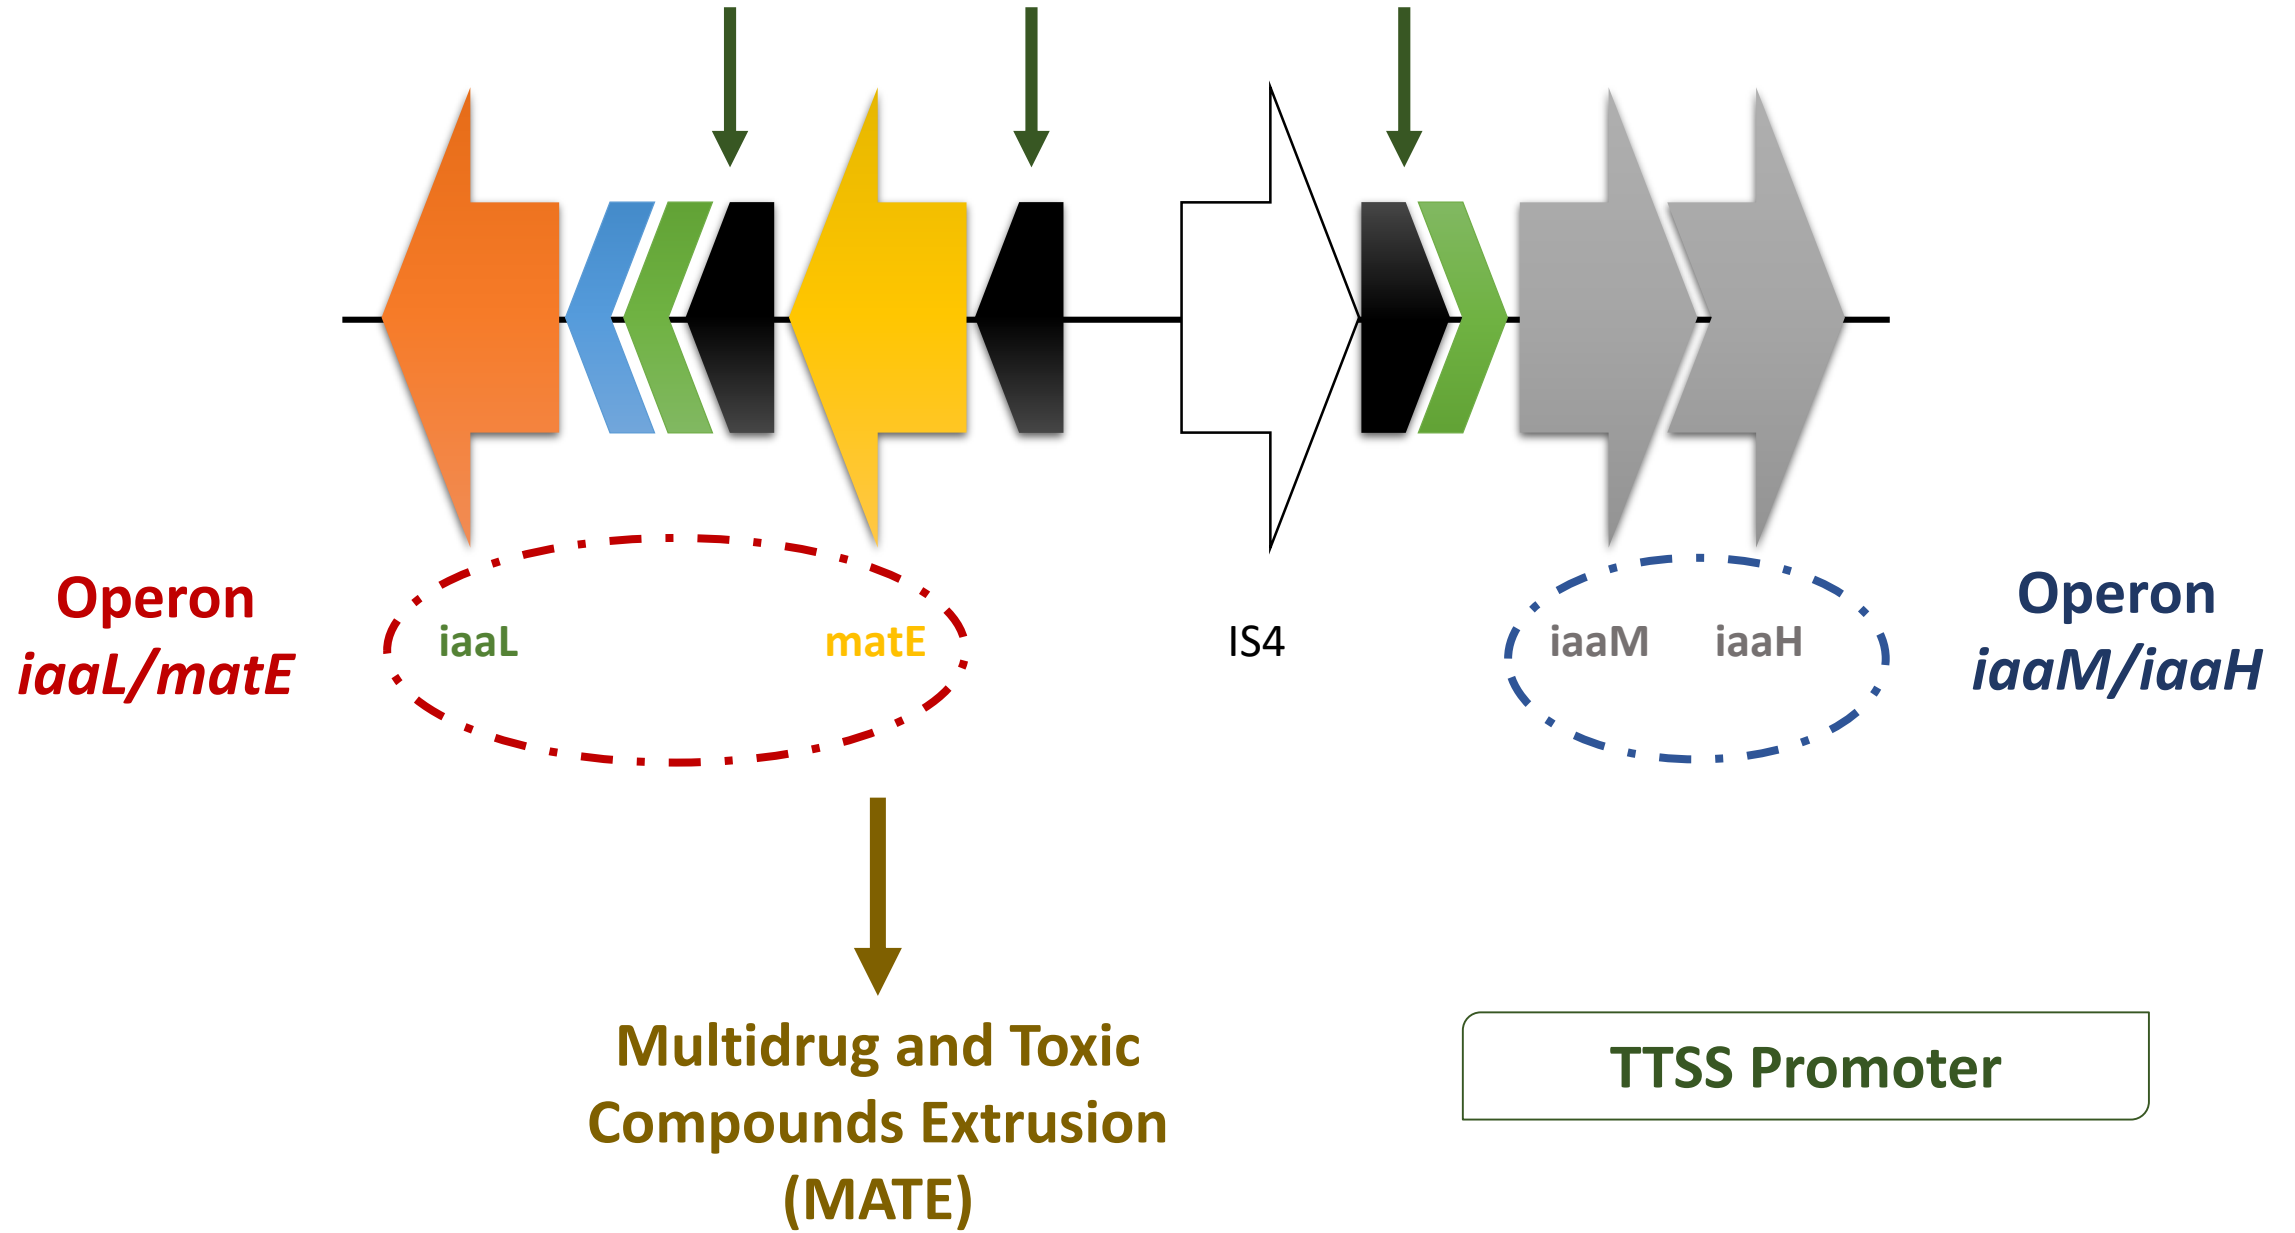 Operon
iaaL/matE
iaaL
matE
IS4
iaaM
iaaH
Operon
iaaM/iaaH
Multidrug and Toxic
Compounds Extrusion
(MATE)
TTSS Promoter